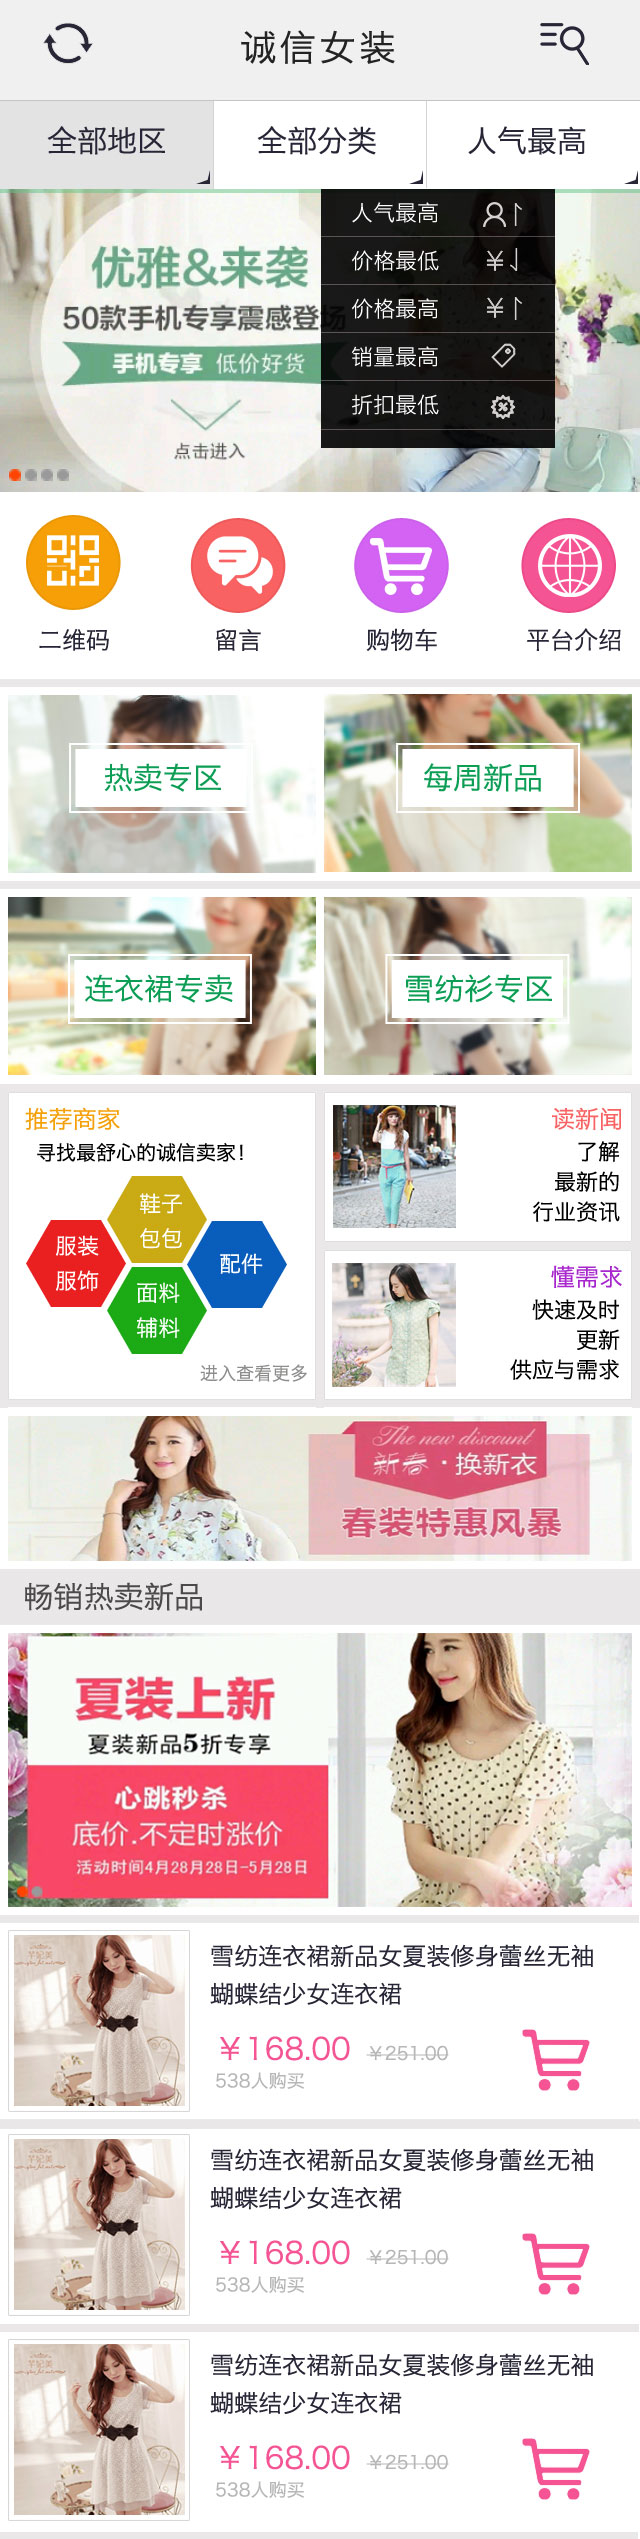 诚信女装
全部地区
全部分类
人气最高
人气最高
价格最低
价格最高
销量最高
折扣最低
优雅&来袭
50款手机专享震感登场
手机专享 低价好货
点击进入
二维码
留言
购物车
平台介绍
热卖专区
每周新品
连衣裙专卖
雪纺衫专区
推荐商家
寻找最舒心的诚信卖家！
鞋子
包包
服装
服饰
配件
面料
辅料
进入查看更多
读新闻
了解
最新的
行业资讯
懂需求
快速及时
更新
供应与需求
The new discount
新春·换新衣
春装特惠风暴
畅销热卖新品
夏装上新
夏装新品5折专享
心跳秒杀
底价.不定时涨价
活动时间4月28月28日-5月28日
雪纺连衣裙新品女夏装修身蕾丝无袖
蝴蝶结少女连衣裙
￥168.00 ￥251.00
538人购买
雪纺连衣裙新品女夏装修身蕾丝无袖
蝴蝶结少女连衣裙
￥168.00 ￥251.00
538人购买
雪纺连衣裙新品女夏装修身蕾丝无袖
蝴蝶结少女连衣裙
￥168.00 ￥251.00
538人购买